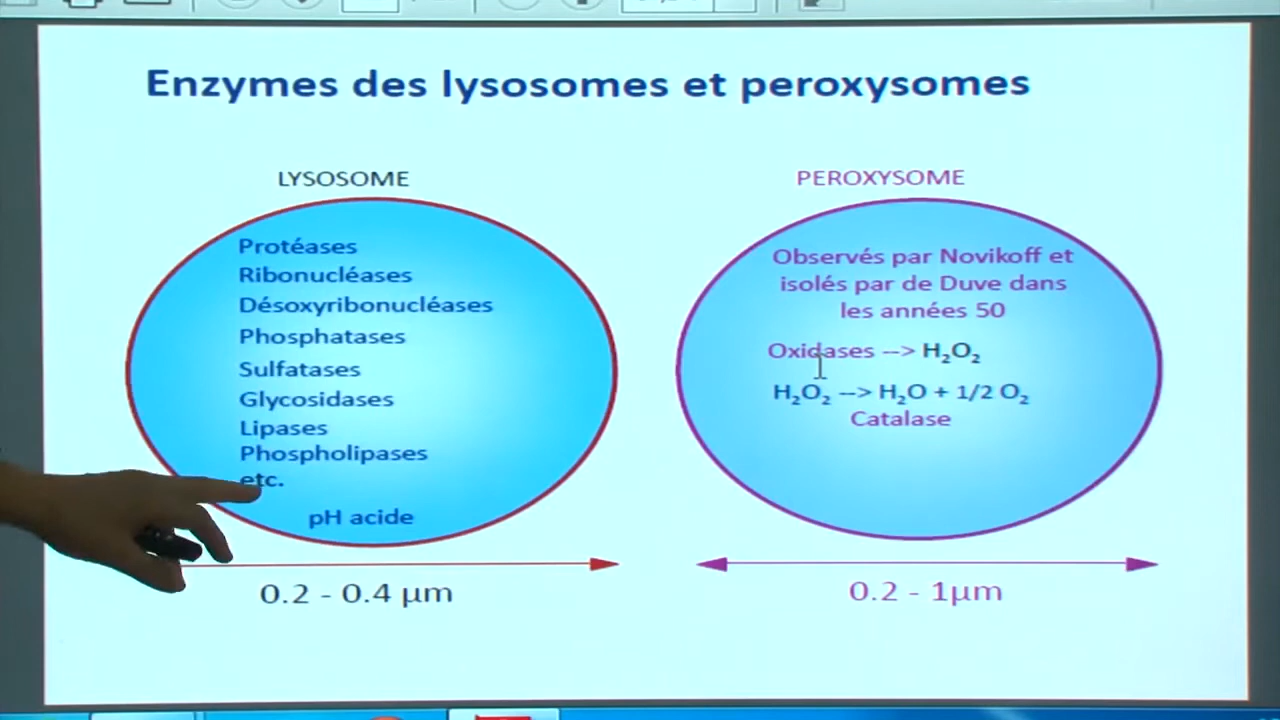 Enzymes des lysosomes et peroxysomes
LYSOSOME
Protéases
Ribonucléases
Désoxyribonucléases
Phosphatases
Sulfatases
Glycosidases
Lipases
Phospholipases
etc.
pH acide
0.2 - 0.4 µm
PEROXYSOME
Observés par Novikoff et
isolés par de Duve dans
les années 50
Oxidases --> H₂O₂
H₂O₂ --> H₂O + 1/2 O₂
Catalase
0.2 - 1µm